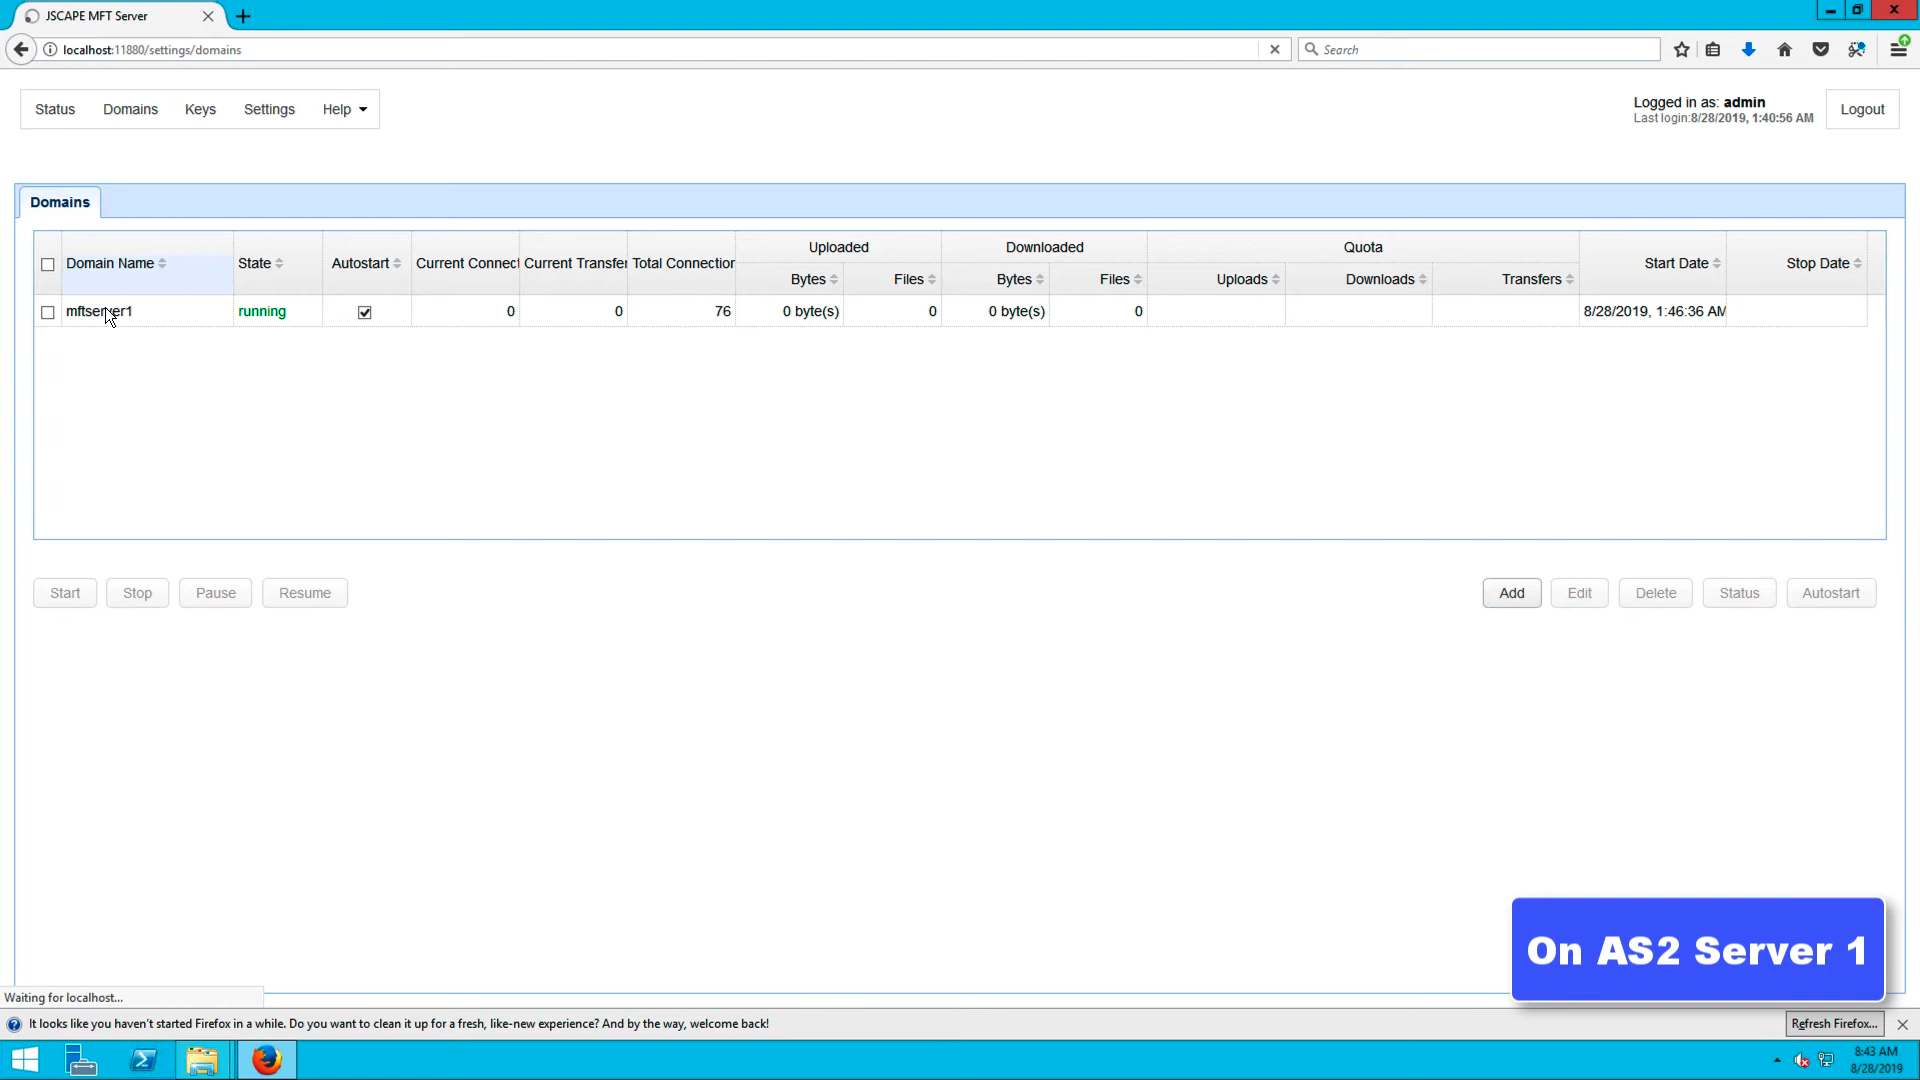 JSCAPE MFT Server
localhost:11880/settings/domains
Search
Status Domains Keys Settings Help
Logged in as: admin
Last login:8/28/2019, 1:40:56 AM
Logout
Domains
Domain Name State Autostart Current Connect Current Transfer Total Connection Uploaded Downloaded Quota Start Date Stop Date
Bytes Files Bytes Files Uploads Downloads Transfers
mftserver1 running 0 0 76 0 byte(s) 0 0 byte(s) 0 8/28/2019, 1:46:36 AM
Start Stop Pause Resume Add Edit Delete Status Autostart
On AS2 Server 1
Waiting for localhost...
It looks like you haven't started Firefox in a while. Do you want to clean it up for a fresh, like-new experience? And by the way, welcome back!
Refresh Firefox...
8:43 AM
8/28/2019